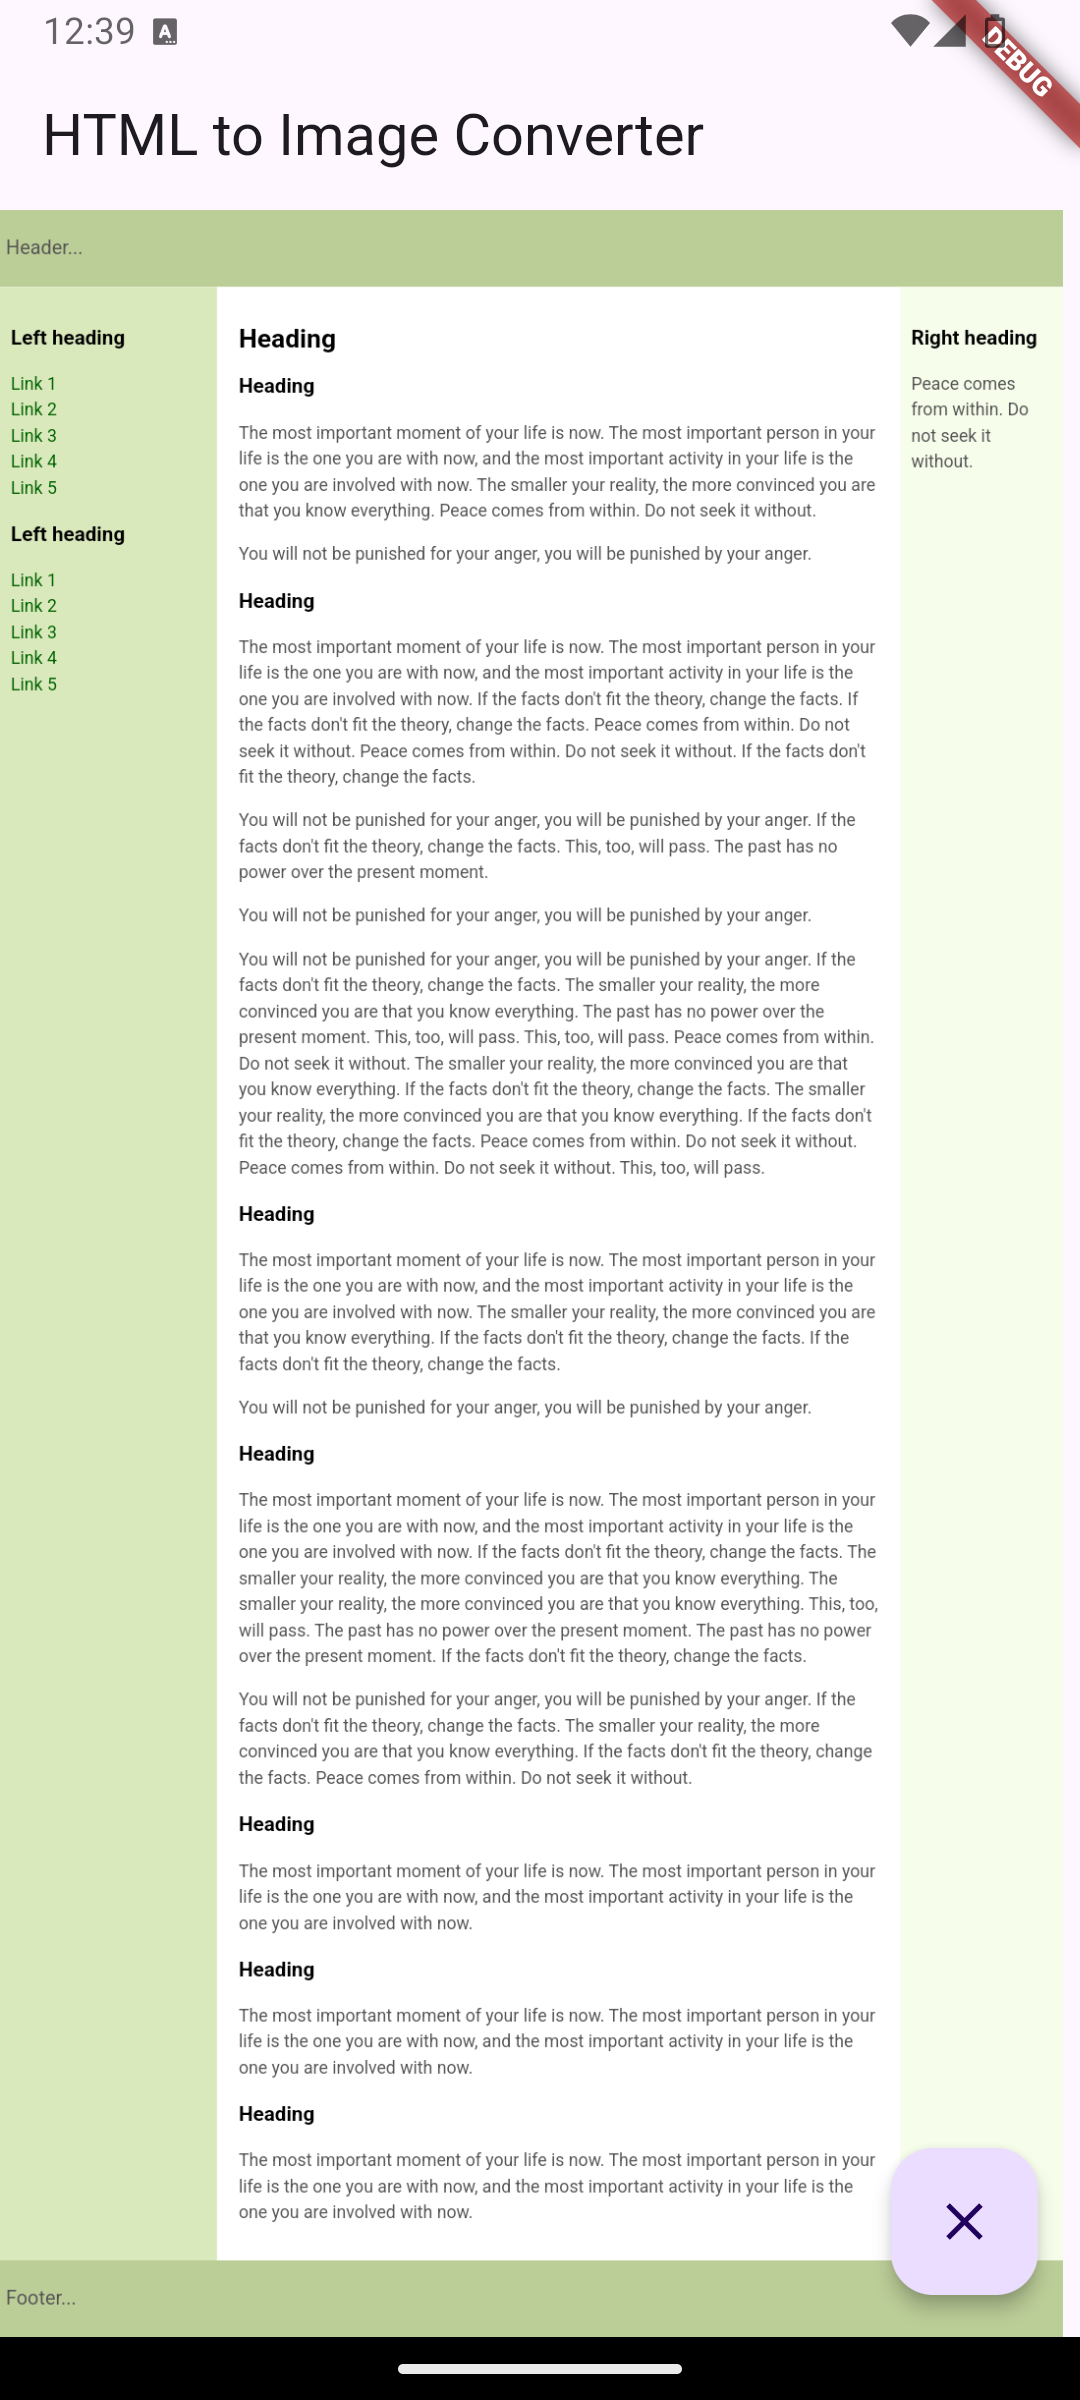 12:39
DEBUG
HTML to Image Converter
Header...
Left heading
Link 1
Link 2
Link 3
Link 4
Link 5
Left heading
Link 1
Link 2
Link 3
Link 4
Link 5
Heading
Heading
The most important moment of your life is now. The most important person in your
life is the one you are with now, and the most important activity in your life is the
one you are involved with now. The smaller your reality, the more convinced you are
that you know everything. Peace comes from within. Do not seek it without.
You will not be punished for your anger, you will be punished by your anger.
Heading
The most important moment of your life is now. The most important person in your
life is the one you are with now, and the most important activity in your life is the
one you are involved with now. If the facts don't fit the theory, change the facts. If
the facts don't fit the theory, change the facts. Peace comes from within. Do not
seek it without. Peace comes from within. Do not seek it without. If the facts don't
fit the theory, change the facts.
You will not be punished for your anger, you will be punished by your anger. If the
facts don't fit the theory, change the facts. This, too, will pass. The past has no
power over the present moment.
You will not be punished for your anger, you will be punished by your anger.
You will not be punished for your anger, you will be punished by your anger. If the
facts don't fit the theory, change the facts. The smaller your reality, the more
convinced you are that you know everything. The past has no power over the
present moment. This, too, will pass. This, too, will pass. Peace comes from within.
Do not seek it without. The smaller your reality, the more convinced you are that
you know everything. If the facts don't fit the theory, change the facts. The smaller
your reality, the more convinced you are that you know everything. If the facts don't
fit the theory, change the facts. Peace comes from within. Do not seek it without.
Peace comes from within. Do not seek it without. This, too, will pass.
Heading
The most important moment of your life is now. The most important person in your
life is the one you are with now, and the most important activity in your life is the
one you are involved with now. The smaller your reality, the more convinced you are
that you know everything. If the facts don't fit the theory, change the facts. If the
facts don't fit the theory, change the facts.
You will not be punished for your anger, you will be punished by your anger.
Heading
The most important moment of your life is now. The most important person in your
life is the one you are with now, and the most important activity in your life is the
one you are involved with now. If the facts don't fit the theory, change the facts. The
smaller your reality, the more convinced you are that you know everything. The
smaller your reality, the more convinced you are that you know everything. This, too,
will pass. The past has no power over the present moment. The past has no power
over the present moment. If the facts don't fit the theory, change the facts.
You will not be punished for your anger, you will be punished by your anger. If the
facts don't fit the theory, change the facts. The smaller your reality, the more
convinced you are that you know everything. If the facts don't fit the theory, change
the facts. Peace comes from within. Do not seek it without.
Heading
The most important moment of your life is now. The most important person in your
life is the one you are with now, and the most important activity in your life is the
one you are involved with now.
Heading
The most important moment of your life is now. The most important person in your
life is the one you are with now, and the most important activity in your life is the
one you are involved with now.
Heading
The most important moment of your life is now. The most important person in your
life is the one you are with now, and the most important activity in your life is the
one you are involved with now.
Right heading
Peace comes
from within. Do
not seek it
without.
Footer...